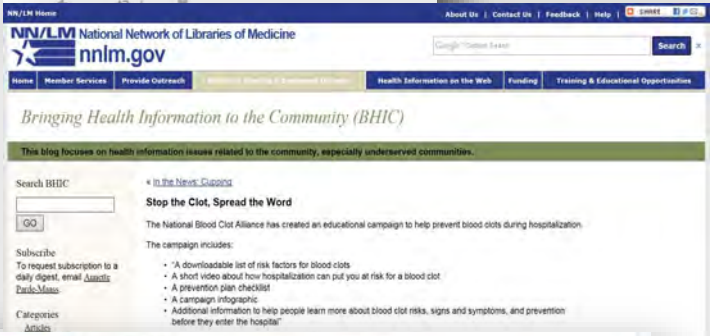 NN/LM Home
About Us | Contact Us | Feedback | Help | SHARE
NN/LM National Network of Libraries of Medicine
nnlm.gov
Search
Home Member Services Provide Outreach Health Information on the Web Funding Training & Educational Opportunities
Bringing Health Information to the Community (BHIC)
This blog focuses on health information issues related to the community, especially underserved communities.
Search BHIC
GO
Subscribe
To request subscription to a
daily digest, email Annette
Parde-Maass.
Categories
Articles
« In the News: Cupping
Stop the Clot, Spread the Word
The National Blood Clot Alliance has created an educational campaign to help prevent blood clots during hospitalization.
The campaign includes:
• "A downloadable list of risk factors for blood clots
• A short video about how hospitalization can put you at risk for a blood clot
• A prevention plan checklist
• A campaign infographic
• Additional information to help people learn more about blood clot risks, signs and symptoms, and prevention
before they enter the hospital"